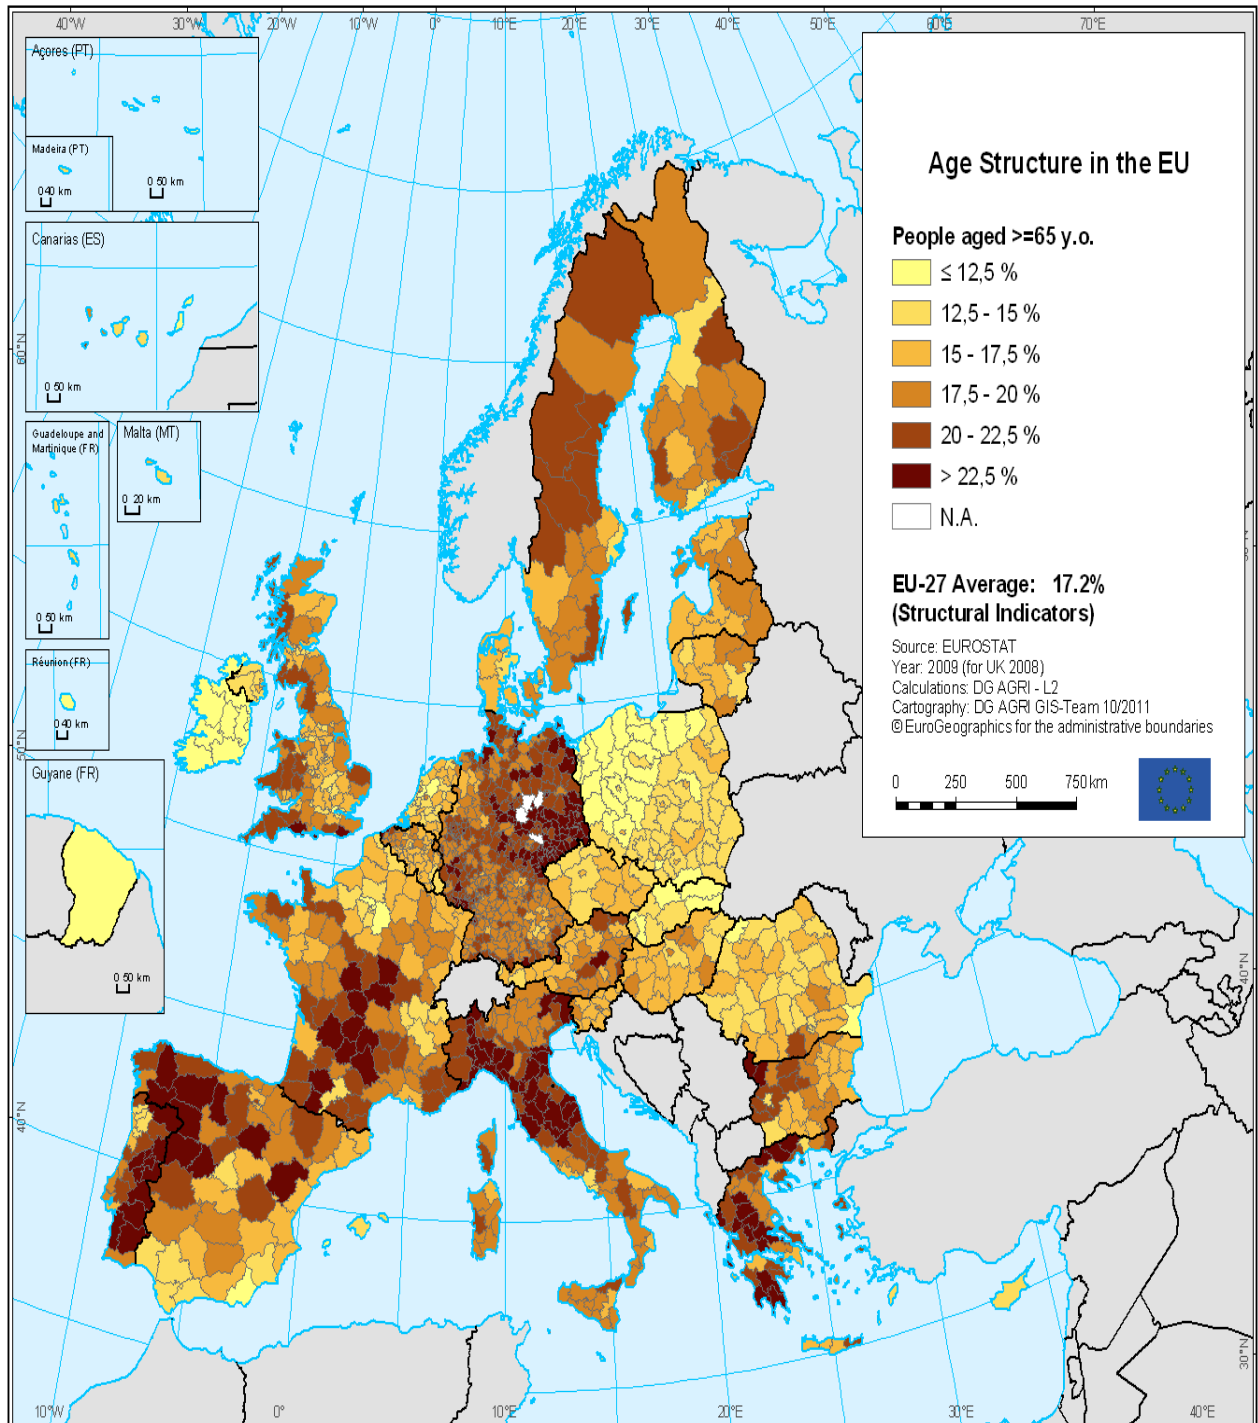 40°W 30°W 20°W 10°W 0° 10°E 20°E 30°E 40°E 50°E 60°E 70°E
Açores (PT)
Madeira (PT)
0 40 km
0 50 km
Canarias (ES)
0 50 km
60°N
Guadeloupe and
Martinique (FR)
0 50 km
Malta (MT)
0 20 km
Réunion (FR)
0 40 km
50°N
Guyane (FR)
0 50 km
40°N
Age Structure in the EU
People aged >=65 y.o.
≤ 12,5 %
12,5 - 15 %
15 - 17,5 %
17,5 - 20 %
20 - 22,5 %
> 22,5 %
N.A.
EU-27 Average: 17.2%
(Structural Indicators)
Source: EUROSTAT
Year: 2009 (for UK 2008)
Calculations: DG AGRI - L2
Cartography: DG AGRI GIS-Team 10/2011
© EuroGeographics for the administrative boundaries
0 250 500 750 km
40°N
30°N
10°W 0° 10°E 20°E 30°E 40°E